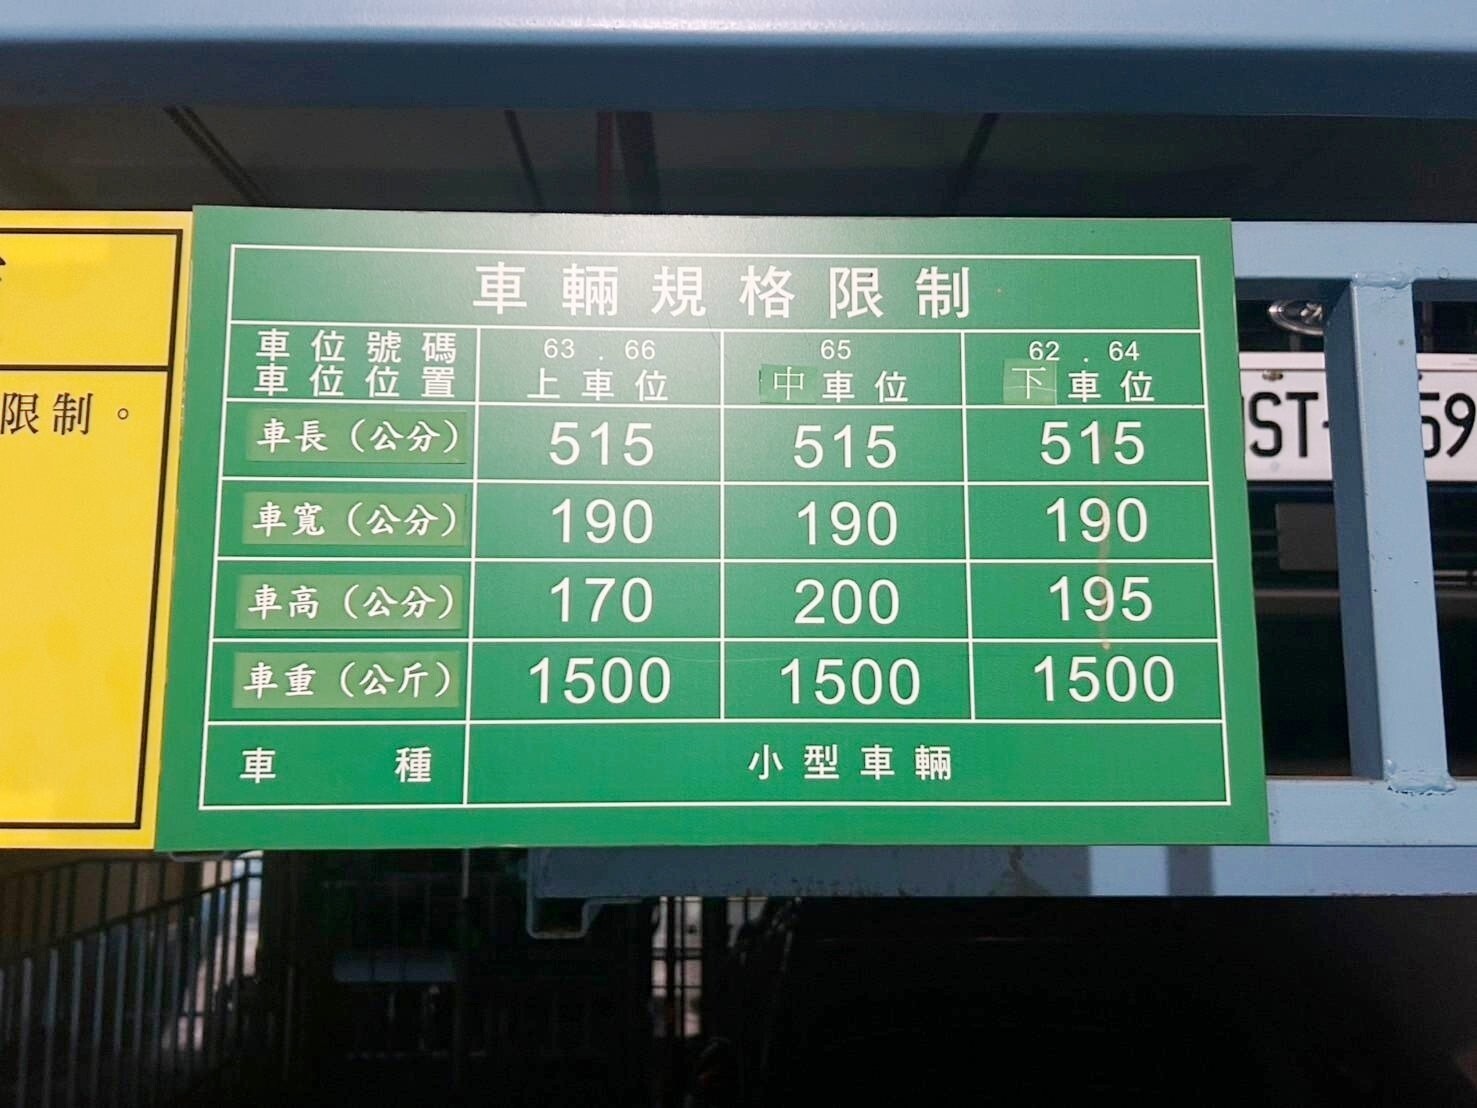 車輛規格限制
車位號碼 63 . 66 65 62 . 64
車位位置 上車位 中車位 下車位
車長（公分） 515 515 515
車寬（公分） 190 190 190
車高（公分） 170 200 195
車重（公斤） 1500 1500 1500
車種 小型車輛
限制。
ST-
59